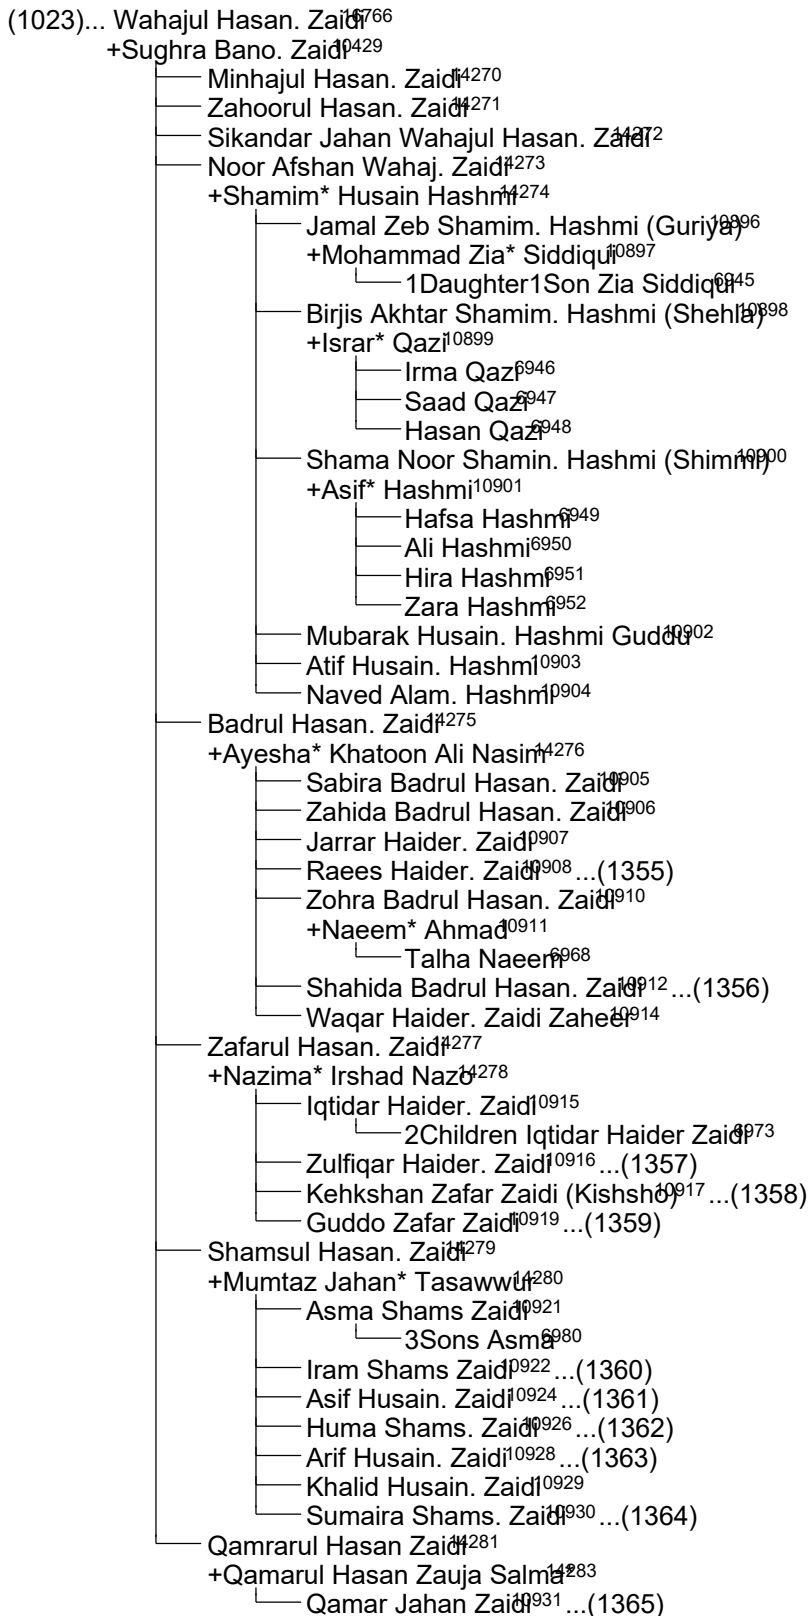 (1023)... Wahajul Hasan. Zaidi16766
+Sughra Bano. Zaidi10429
Minhajul Hasan. Zaidi14270
Zahoorul Hasan. Zaidi14271
Sikandar Jahan Wahajul Hasan. Zaidi14272
Noor Afshan Wahaj. Zaidi14273
+Shamim* Husain Hashmi14274
Jamal Zeb Shamim. Hashmi (Guriya)10896
+Mohammad Zia* Siddiqui10897
1Daughter1Son Zia Siddiqui6945
Birjis Akhtar Shamim. Hashmi (Shehla)10898
+Israr* Qazi10899
Irma Qazi6946
Saad Qazi6947
Hasan Qazi6948
Shama Noor Shamin. Hashmi (Shimmi)10900
+Asif* Hashmi10901
Hafsa Hashmi6949
Ali Hashmi6950
Hira Hashmi6951
Zara Hashmi6952
Mubarak Husain. Hashmi Guddu10902
Atif Husain. Hashmi10903
Naved Alam. Hashmi10904
Badrul Hasan. Zaidi14275
+Ayesha* Khatoon Ali Nasim14276
Sabira Badrul Hasan. Zaidi10905
Zahida Badrul Hasan. Zaidi10906
Jarrar Haider. Zaidi10907
Raees Haider. Zaidi10908 ...(1355)
Zohra Badrul Hasan. Zaidi10910
+Naeem* Ahmad10911
Talha Naeem6968
Shahida Badrul Hasan. Zaidi10912 ...(1356)
Waqar Haider. Zaidi Zaheer10914
Zafarul Hasan. Zaidi14277
+Nazima* Irshad Nazo14278
Iqtidar Haider. Zaidi10915
2Children Iqtidar Haider Zaidi6973
Zulfiqar Haider. Zaidi10916 ...(1357)
Kehkshan Zafar Zaidi (Kishsho)10917 ...(1358)
Guddo Zafar Zaidi10919 ...(1359)
Shamsul Hasan. Zaidi14279
+Mumtaz Jahan* Tasawwur14280
Asma Shams Zaidi10921
3Sons Asma6980
Iram Shams Zaidi10922 ...(1360)
Asif Husain. Zaidi10924 ...(1361)
Huma Shams. Zaidi10926 ...(1362)
Arif Husain. Zaidi10928 ...(1363)
Khalid Husain. Zaidi10929
Sumaira Shams. Zaidi10930 ...(1364)
Qamrarul Hasan Zaidi14281
+Qamarul Hasan Zauja Salma*14283
Qamar Jahan Zaidi10931 ...(1365)